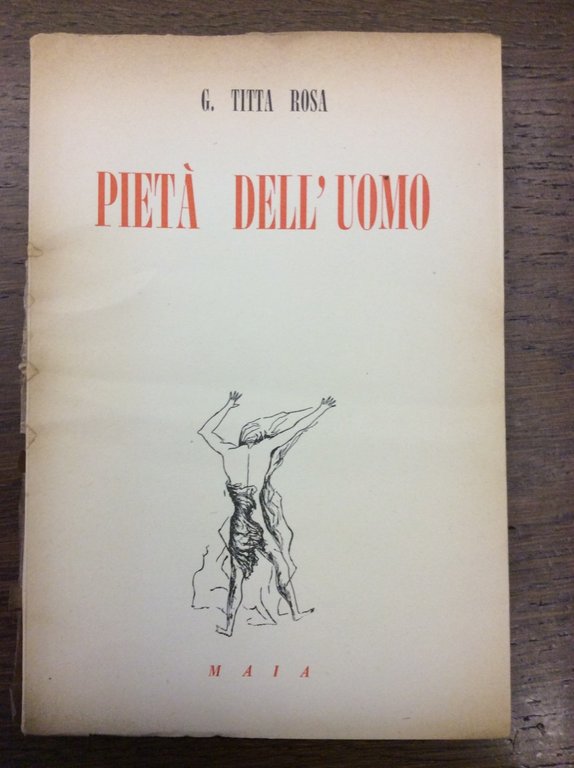 G. TITTA ROSA
PIETÀ DELL'UOMO
MAIA